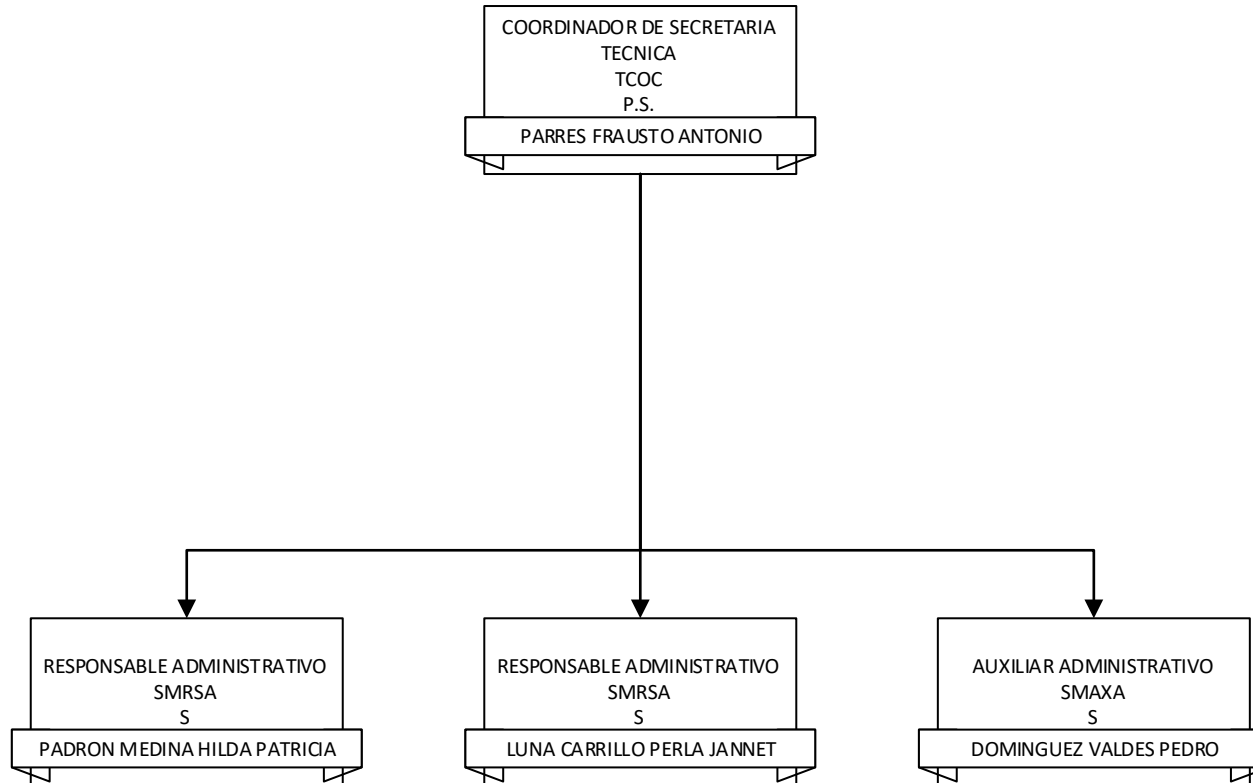 COORDINADOR DE SECRETARIA
TECNICA
TCOC
P.S.
PARRES FRAUSTO ANTONIO
RESPONSABLE ADMINISTRATIVO
SMRSA
S
PADRON MEDINA HILDA PATRICIA
RESPONSABLE ADMINISTRATIVO
SMRSA
S
LUNA CARRILLO PERLA JANNET
AUXILIAR ADMINISTRATIVO
SMAXA
S
DOMINGUEZ VALDES PEDRO